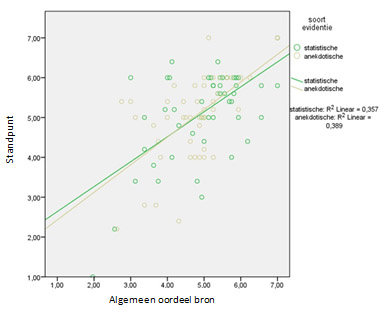 soort
evidentie
statistische
anekdotische
statistische
anekdotische
statistische: R² Linear = 0,357
anekdotische: R² Linear =
0,389
Standpunt
7,00
6,00
5,00
4,00
3,00
2,00
1,00
1,00 2,00 3,00 4,00 5,00 6,00 7,00
Algemeen oordeel bron